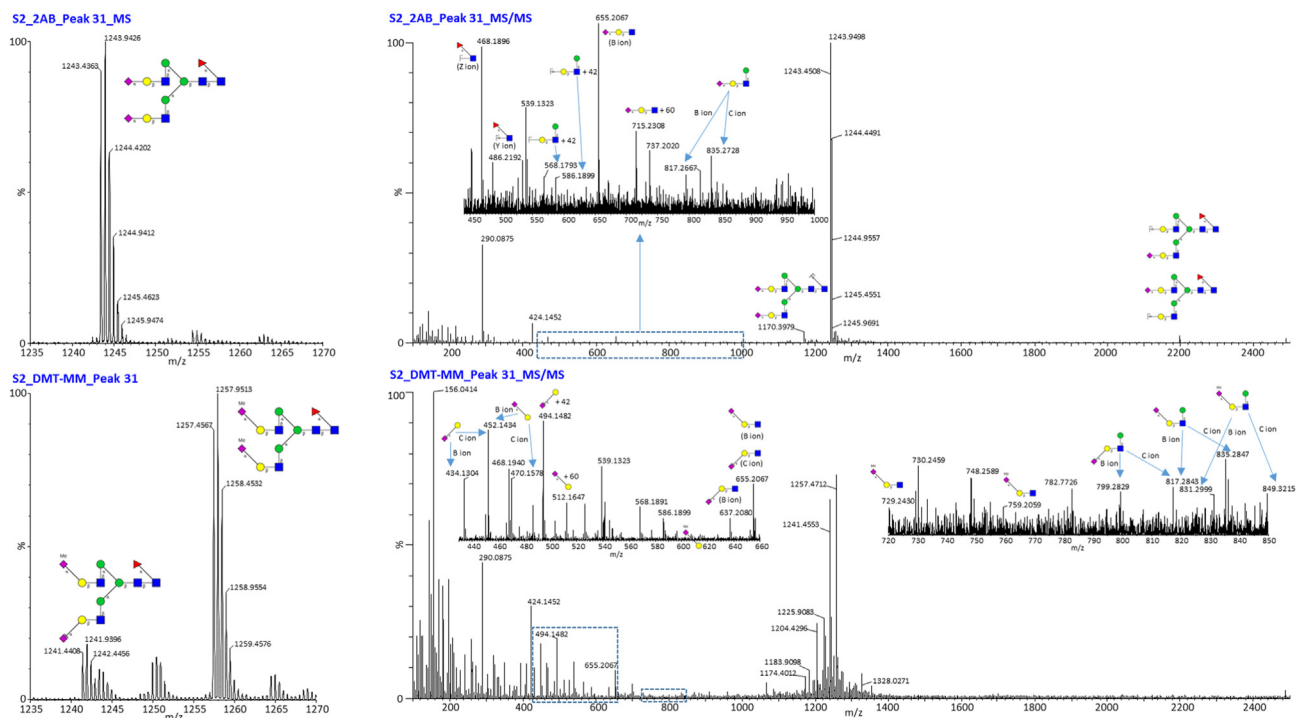 S2_2AB_Peak 31_MS
1243.9426
1243.4363
1244.4202
1244.9412
1245.4623
1245.9474
100
%
0
1235 1240 1245 1250 1255 1260 1265 1270
m/z
S2_2AB_Peak 31_MS/MS
100
%
0
468.1896
(Z ion)
+ 42
655.2067
(B ion)
539.1323
+ 42
(Y ion)
486.2192
568.1793
586.1899
+ 60
715.2308
737.2020
B ion
C ion
817.2667
835.2728
450 500 550 600 650 700 750 800 850 900 950 1000
m/z
290.0875
424.1452
1170.3979
1243.9498
1243.4508
1244.4491
1244.9557
1245.4551
1245.9691
200 400 600 800 1000 1200 1400 1600 1800 2000 2200 2400
m/z
S2_DMT-MM_Peak 31
100
%
0
1257.9513
1257.4567
1258.4532
1258.9554
1259.4576
1241.9396
1241.4408
1242.4456
Me
Me
Me
1235 1240 1245 1250 1255 1260 1265 1270
m/z
S2_DMT-MM_Peak 31_MS/MS
100
%
0
156.0414
B ion
C ion
452.1434
B ion
434.1304
+ 42
494.1482
C ion
468.1940
470.1578
+ 60
512.1647
539.1323
568.1891
586.1899
Me
(B ion)
(C ion)
(B ion)
655.2067
637.2080
440 460 480 500 520 540 560 580 600 620 640 660
m/z
290.0875
424.1452
494.1482
655.2067
1257.4712
1241.4553
1225.9083
1204.4296
1183.9098
1174.4012
1328.0271
Me
729.2430
730.2459
748.2589
Me
759.2059
782.7726
B ion
799.2829
C ion
B ion
817.2843
C ion
Me
B ion
831.2999
835.2847
C ion
849.3215
720 730 740 750 760 770 780 790 800 810 820 830 840 850
m/z
200 400 600 800 1000 1200 1400 1600 1800 2000 2200 2400
m/z